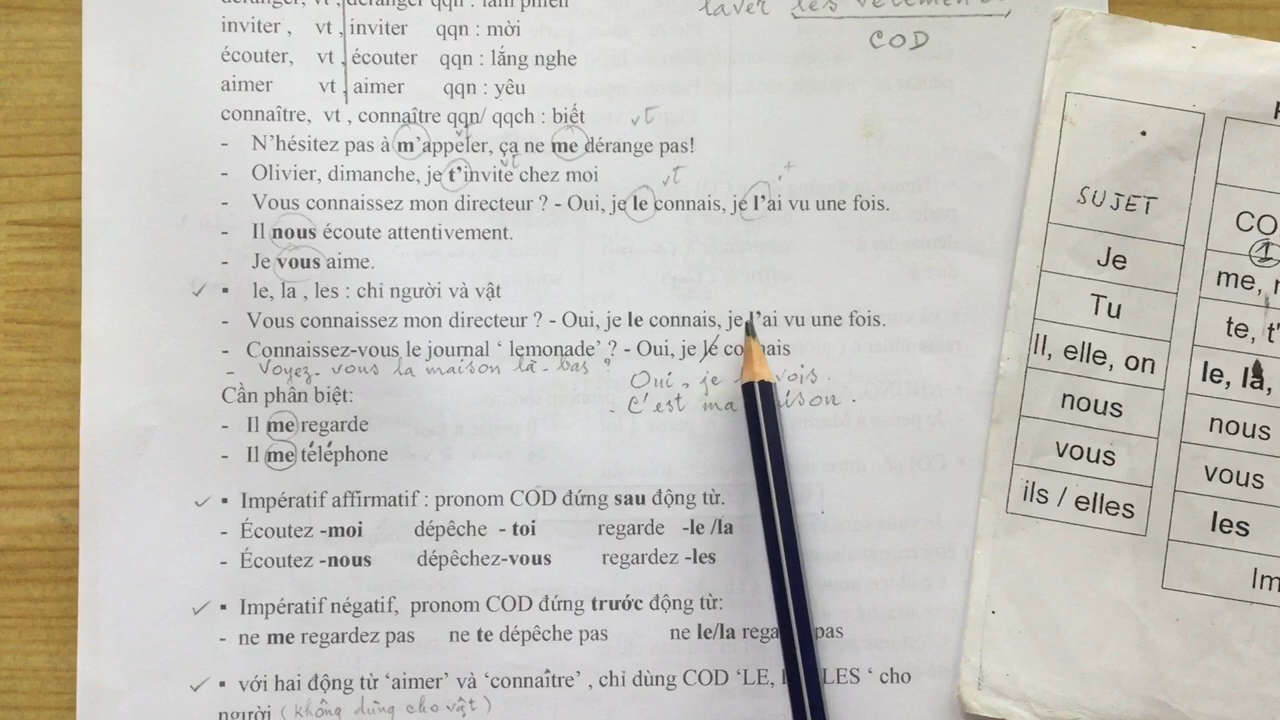 déranger, vt , déranger qqn : làm phiền
inviter , vt , inviter qqn : mời
écouter, vt , écouter qqn : lắng nghe
aimer vt , aimer qqn : yêu
connaître, vt , connaître qqn/ qqch : biết
- N'hésitez pas à m'appeler, ça ne me dérange pas!
- Olivier, dimanche, je t'invite chez moi
- Vous connaissez mon directeur ? - Oui, je le connais, je l'ai vu une fois.
- Il nous écoute attentivement.
- Je vous aime.
▪ le, la , les : chỉ người và vật
- Vous connaissez mon directeur ? - Oui, je le connais, je l'ai vu une fois.
- Connaissez-vous le journal ‘ lemonade’ ? - Oui, je le connais
- Voyez-vous la maison là-bas ? Oui, je vois.
- C'est ma maison.
Cần phân biệt:
- Il me regarde
- Il me téléphone
▪ Impératif affirmatif : pronom COD đứng sau động từ.
- Écoutez -moi dépêche - toi regarde -le /la
- Écoutez -nous dépêchez-vous regardez -les
▪ Impératif négatif, pronom COD đứng trước động từ:
- ne me regardez pas ne te dépêche pas ne le/la pas
▪ với hai động từ ‘aimer’ và ‘connaître’ , chỉ dùng COD ‘LE, LES ‘ cho
người (không dùng cho vật)
laver les vêtements
COD
SUJET
Je
Tu
Il, elle, on
nous
vous
ils / elles
CO
1
me,
te, t'
le, la,
nous
vous
les
Im